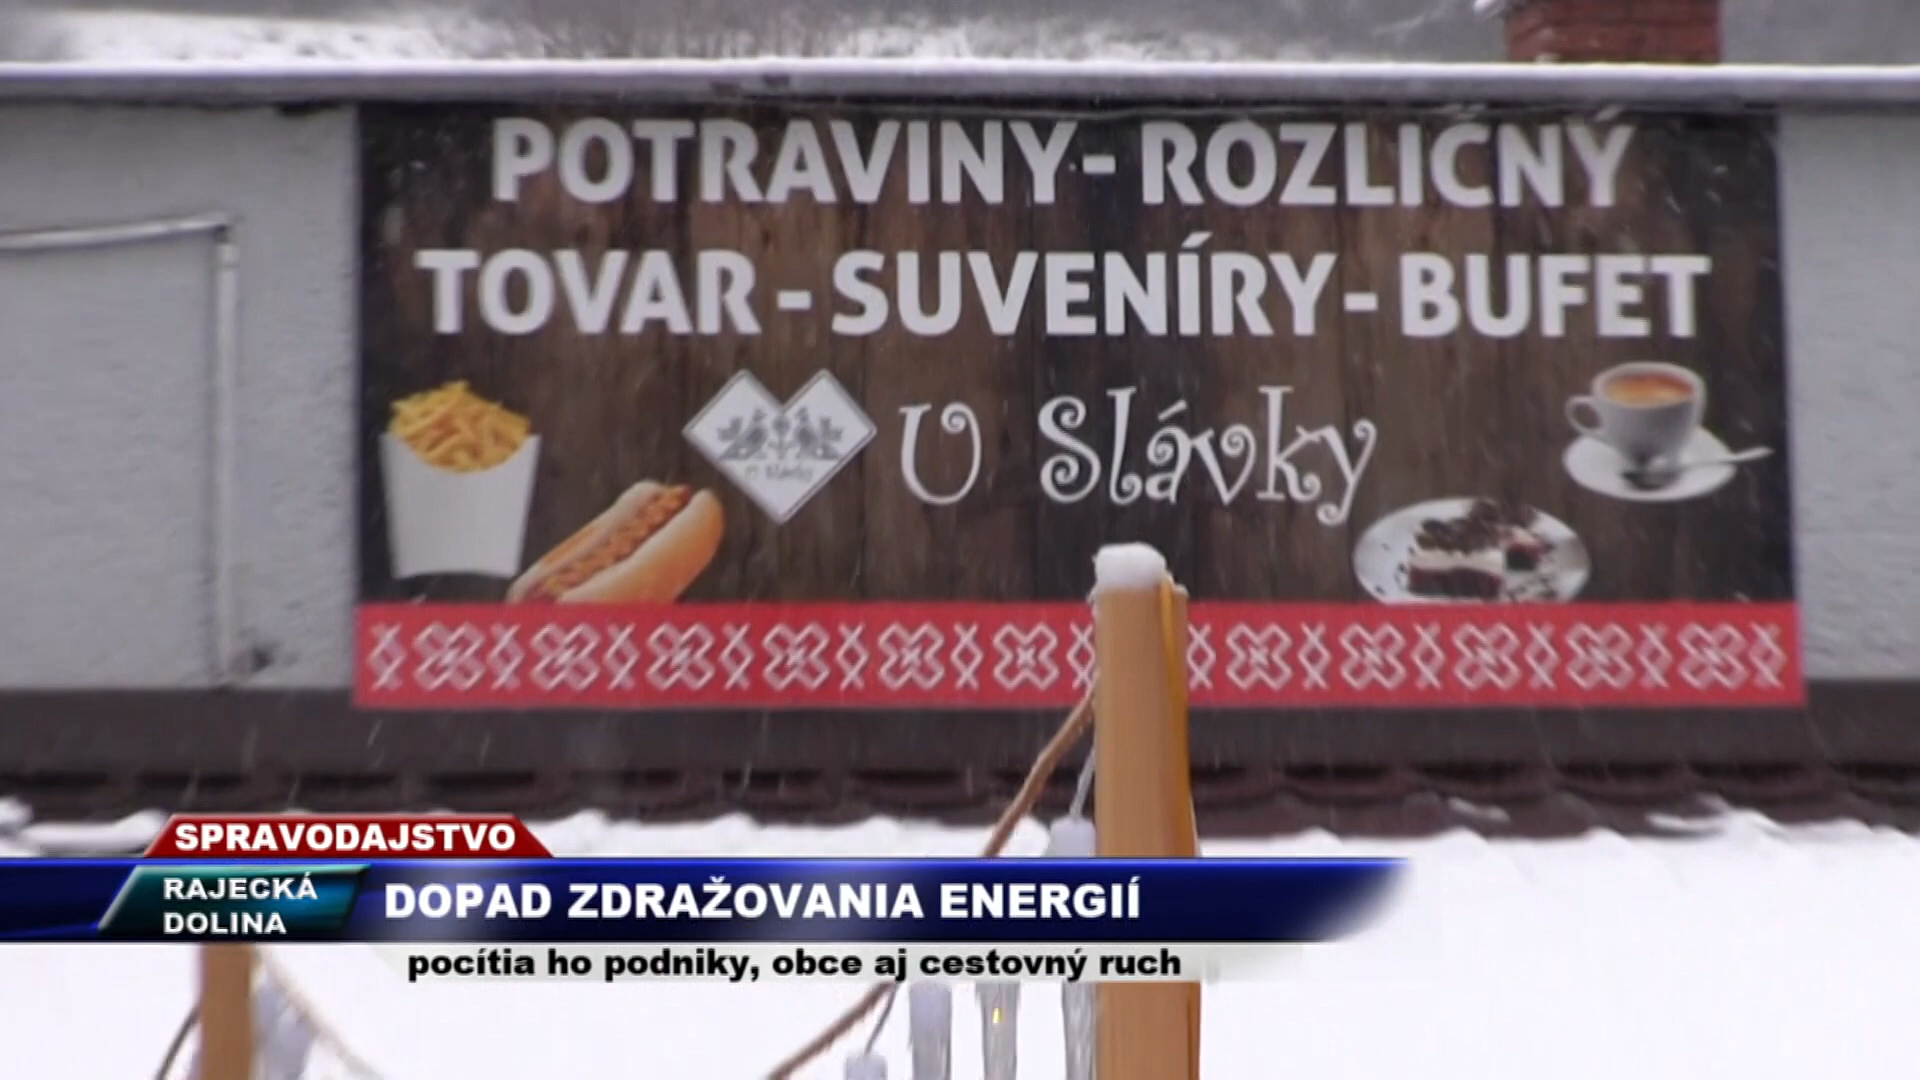 POTRAVINY - ROZLIČNÝ
TOVAR - SUVENÍRY - BUFET
U Slávky
U Slávky
SPRAVODAJSTVO
RAJECKÁ
DOLINA
DOPAD ZDRAŽOVANIA ENERGIÍ
pocítia ho podniky, obce aj cestovný ruch